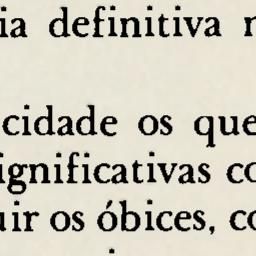 ia definitiva
cidade os que
ignificativas co
uir os óbices, co